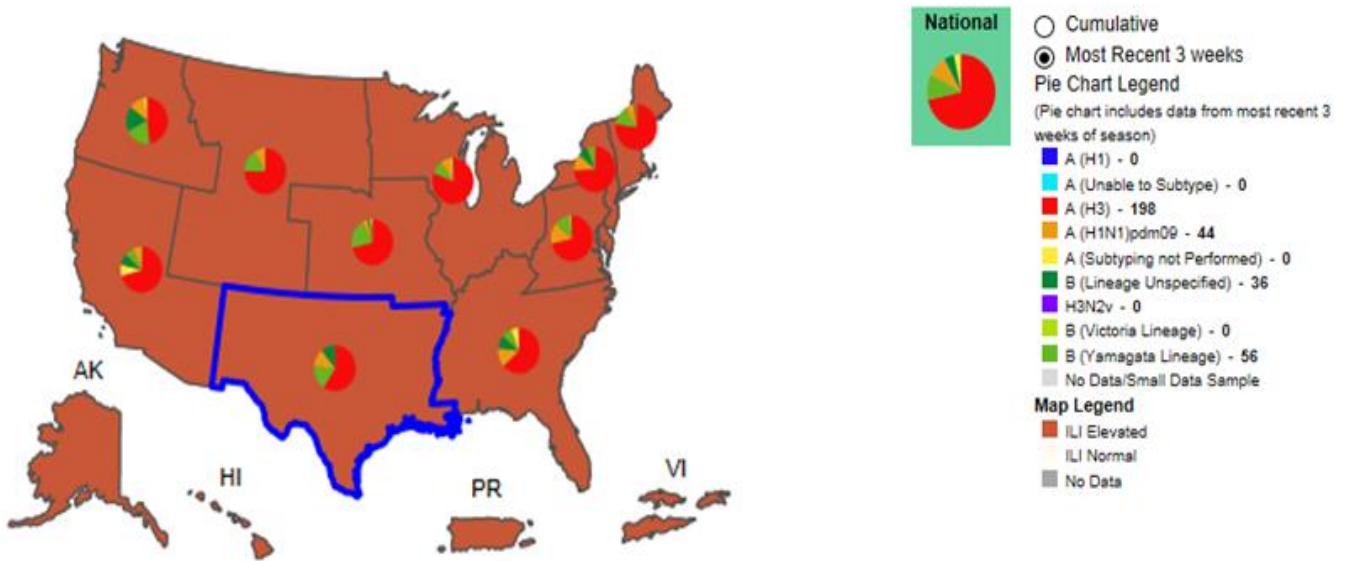 National
Cumulative
Most Recent 3 weeks
Pie Chart Legend
(Pie chart includes data from most recent 3
weeks of season)
A (H1) - 0
A (Unable to Subtype) - 0
A (H3) - 198
A (H1N1)pdm09 - 44
A (Subtyping not Performed) - 0
B (Lineage Unspecified) - 36
H3N2v - 0
B (Victoria Lineage) - 0
B (Yamagata Lineage) - 56
No Data/Small Data Sample
Map Legend
ILI Elevated
ILI Normal
No Data
AK
HI
PR
VI